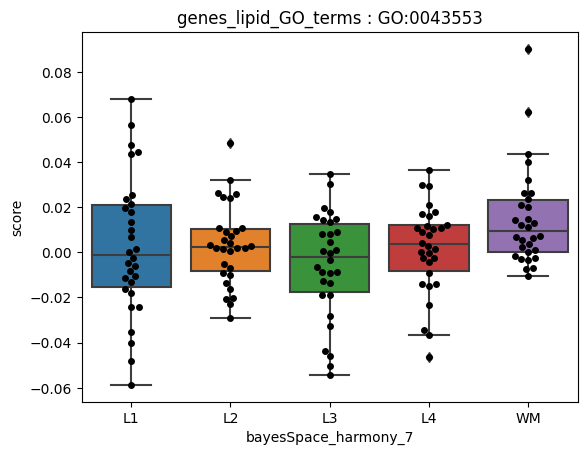 genes_lipid_GO_terms : GO:0043553
0.08
0.06
0.04
0.02
0.00
−0.02
−0.04
−0.06
score
L1 L2 L3 L4 WM
bayesSpace_harmony_7